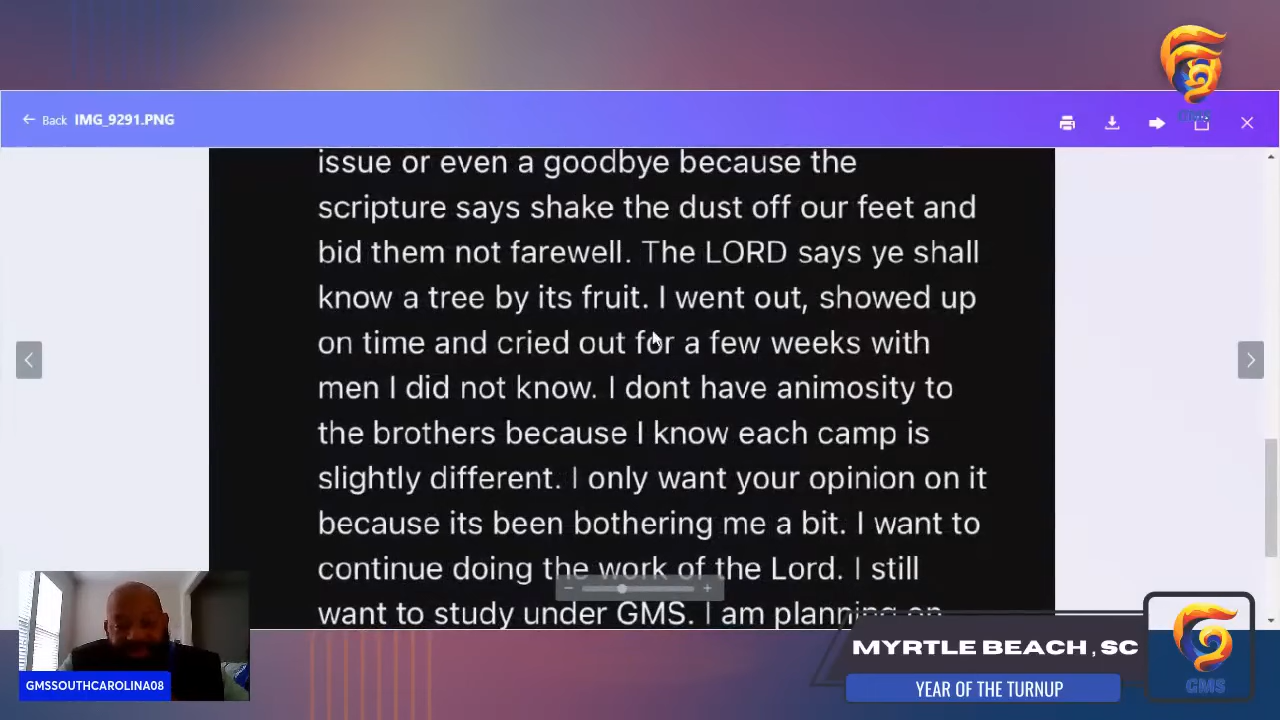 GMS
← Back IMG_9291.PNG
issue or even a goodbye because the
scripture says shake the dust off our feet and
bid them not farewell. The LORD says ye shall
know a tree by its fruit. I went out, showed up
on time and cried out for a few weeks with
men I did not know. I dont have animosity to
the brothers because I know each camp is
slightly different. I only want your opinion on it
because its been bothering me a bit. I want to
continue doing the work of the Lord. I still
want to study under GMS. I am planning on
GMSSOUTHCAROLINA08
MYRTLE BEACH, SC
YEAR OF THE TURNUP
GMS